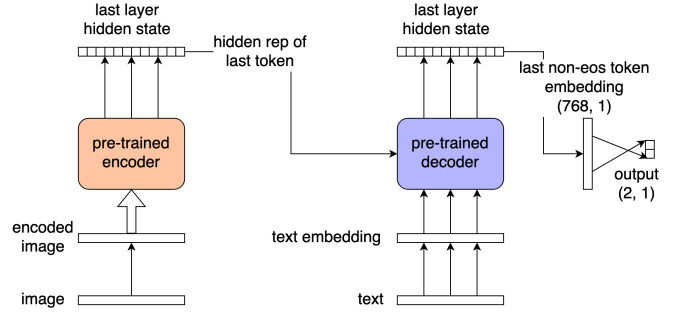 last layer
hidden state
hidden rep of
last token
pre-trained
encoder
encoded
image
image
last layer
hidden state
last non-eos token
embedding
(768, 1)
pre-trained
decoder
output
(2, 1)
text embedding
text